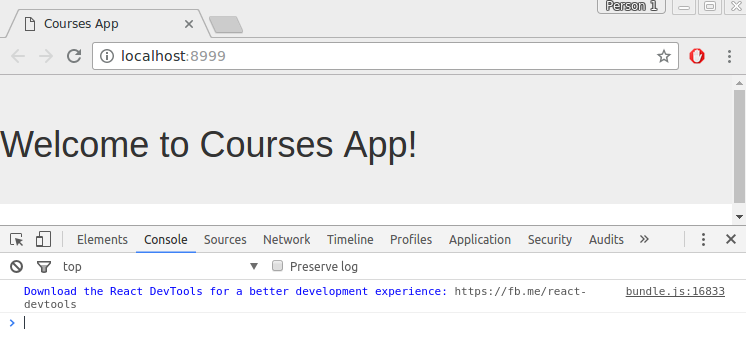 Person 1
Courses App
localhost:8999
Welcome to Courses App!
Elements Console Sources Network Timeline Profiles Application Security Audits »
top Preserve log
Download the React DevTools for a better development experience: https://fb.me/react- bundle.js:16833
devtools
>